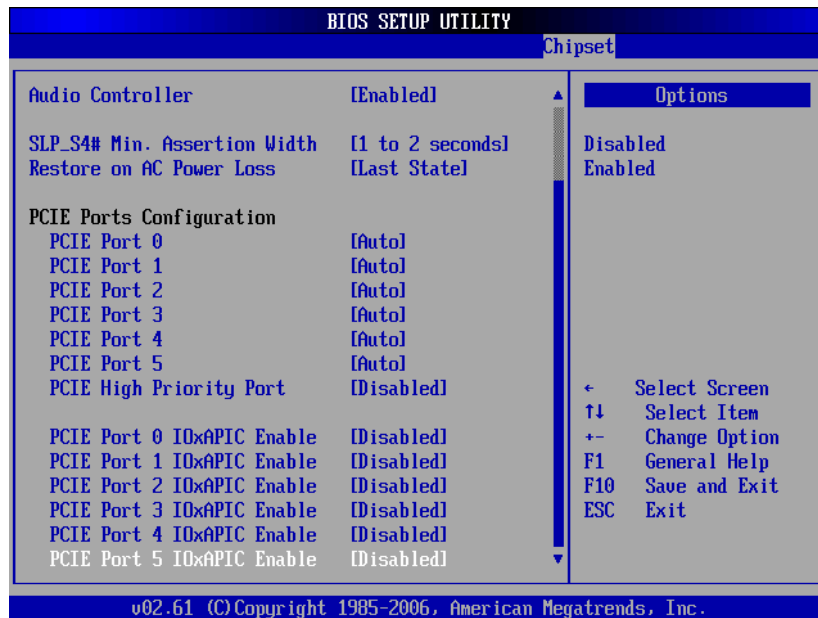 BIOS SETUP UTILITY
Chipset
Audio Controller [Enabled]
SLP_S4# Min. Assertion Width [1 to 2 seconds]
Restore on AC Power Loss [Last State]
PCIE Ports Configuration
PCIE Port 0 [Auto]
PCIE Port 1 [Auto]
PCIE Port 2 [Auto]
PCIE Port 3 [Auto]
PCIE Port 4 [Auto]
PCIE Port 5 [Auto]
PCIE High Priority Port [Disabled]
PCIE Port 0 IOxAPIC Enable [Disabled]
PCIE Port 1 IOxAPIC Enable [Disabled]
PCIE Port 2 IOxAPIC Enable [Disabled]
PCIE Port 3 IOxAPIC Enable [Disabled]
PCIE Port 4 IOxAPIC Enable [Disabled]
PCIE Port 5 IOxAPIC Enable [Disabled]
Options
Disabled
Enabled
← Select Screen
↑↓ Select Item
+- Change Option
F1 General Help
F10 Save and Exit
ESC Exit
v02.61 (C)Copyright 1985-2006, American Megatrends, Inc.